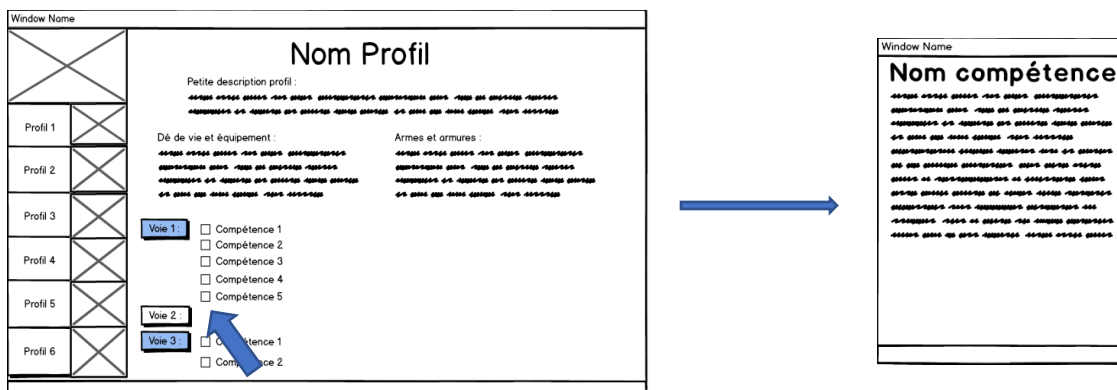 Window Name
Nom Profil
Petite description profil :
Profil 1
Profil 2
Profil 3
Profil 4
Profil 5
Profil 6
Dé de vie et équipement :
Armes et armures :
Voie 1 :
Compétence 1
Compétence 2
Compétence 3
Compétence 4
Compétence 5
Voie 2 :
Voie 3 :
2
Window Name
Nom compétence